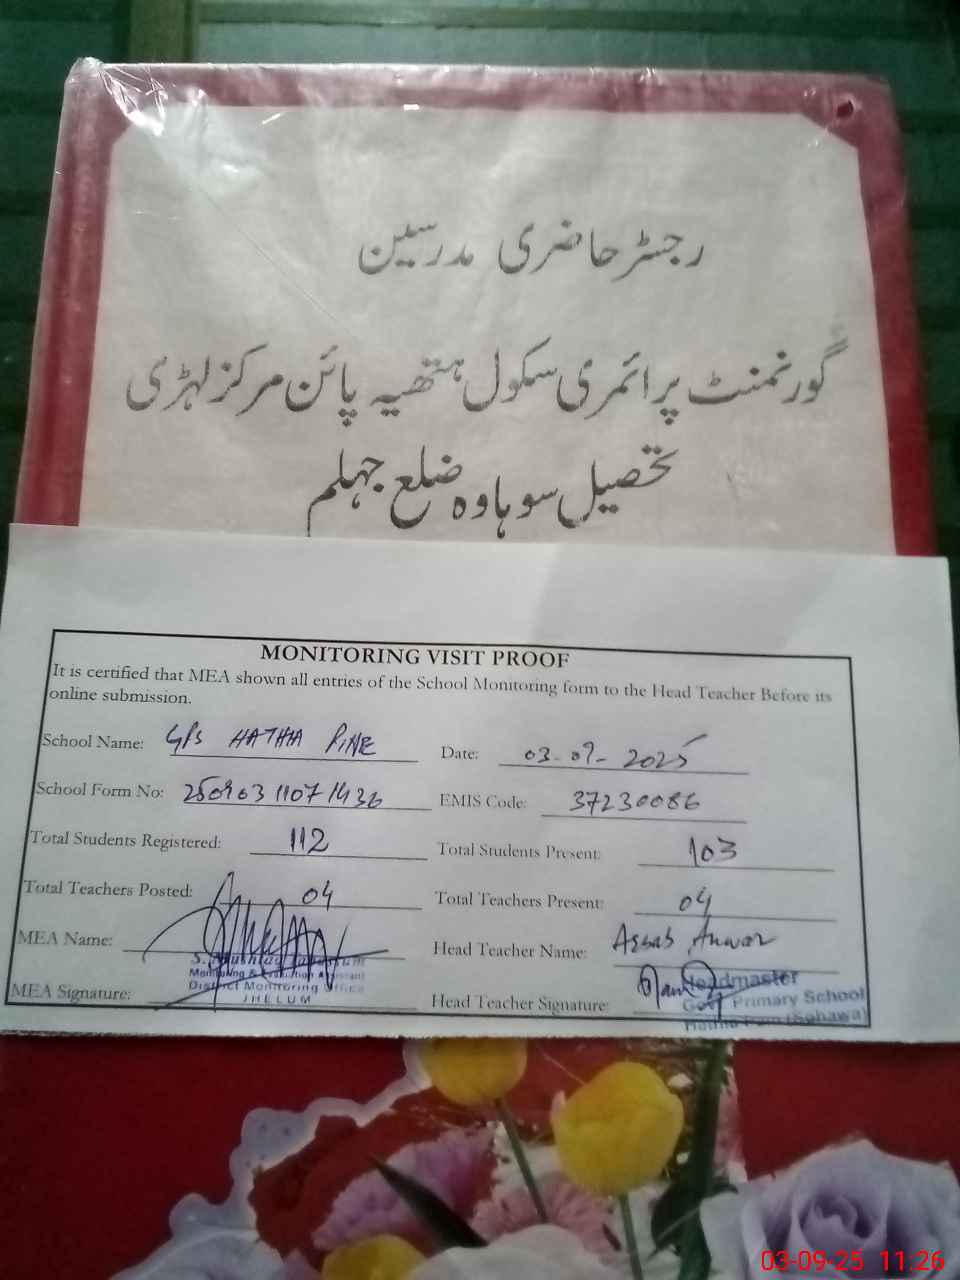 رجسٹر حاضری مدرسین
گورنمنٹ پرائمری سکول ہتھیہ پائن مرکز لہڑی
تحصیل سوہاوہ ضلع جہلم
MONITORING VISIT PROOF
It is certified that MEA shown all entries of the School Monitoring form to the Head Teacher Before its
online submission.
School Name: GPS HATHIA PINE Date: 03-09-2025
School Form No: 250903 1107 1436 EMIS Code: 37230086
Total Students Registered: 112 Total Students Present: 103
Total Teachers Posted: 04 Total Teachers Present: 04
MEA Name: Head Teacher Name: Anwar
Monitoring & Evaluation Assistant
District Monitoring Office
JHELUM
MEA Signature: Head Teacher Signature:
Headmaster
Govt Primary School
(Sohawa)
03-09-25 11:26